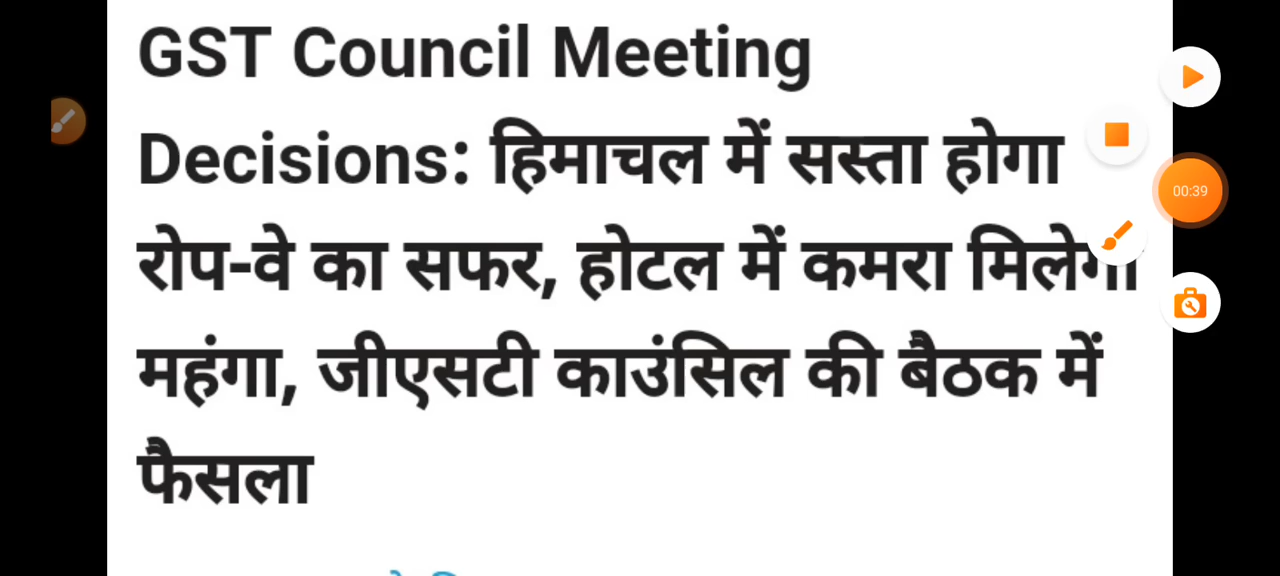 GST Council Meeting
Decisions: हिमाचल में सस्ता होगा
रोप-वे का सफर, होटल में कमरा मिलेगा
महंगा, जीएसटी काउंसिल की बैठक में
फैसला
00:39